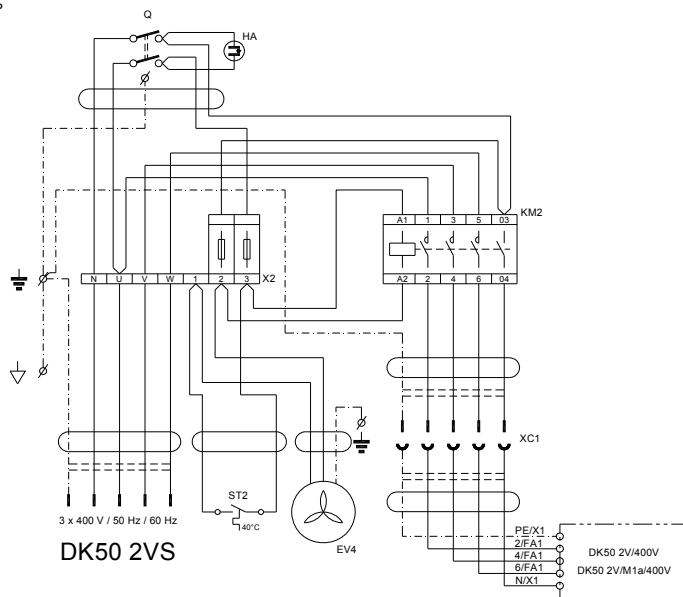 Q
HA
KM2
A1 1 3 5 03
X2
N U V W 1 2 3
A2 2 4 6 04
XC1
ST2
40°C
3 x 400 V / 50 Hz / 60 Hz
EV4
DK50 2VS
PE/X1
2/FA1
4/FA1
6/FA1
N/X1
DK50 2V/400V
DK50 2V/M1a/400V